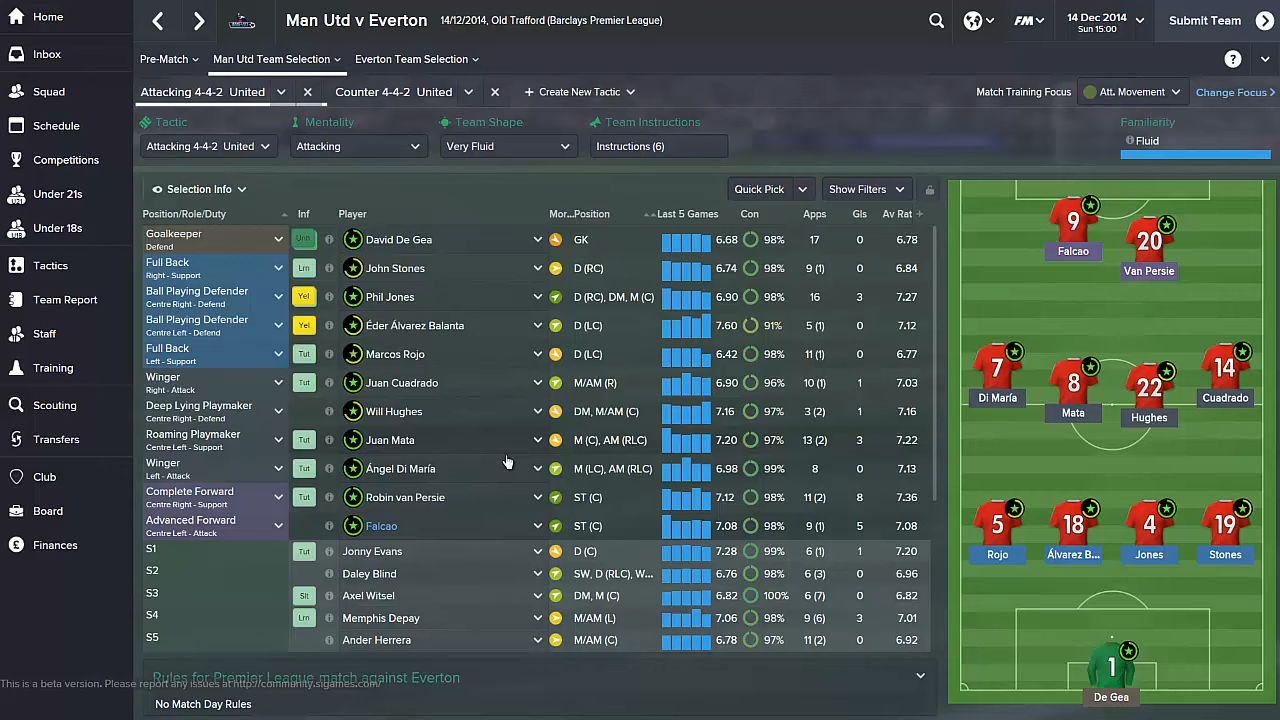 Home
Inbox
Squad
Schedule
Competitions
Under 21s
Under 18s
Tactics
Team Report
Staff
Training
Scouting
Transfers
Club
Board
Finances
Man Utd v Everton 14/12/2014, Old Trafford (Barclays Premier League)
FM
14 Dec 2014
Sun 15:00
Submit Team
Pre-Match Man Utd Team Selection Everton Team Selection ?
Attacking 4-4-2 United × Counter 4-4-2 United × + Create New Tactic Match Training Focus Att. Movement Change Focus
Tactic Mentality Team Shape Team Instructions Familiarity
Attacking 4-4-2 United Attacking Very Fluid Instructions (6) Fluid
Selection Info Quick Pick Show Filters
Position/Role/Duty Inf Player Mor... Position Last 5 Games Con Apps Gls Av Rat
Goalkeeper
Defend
David De Gea GK 6.68 98% 17 0 6.78
Full Back
Right - Support
Lrn John Stones D (RC) 6.74 98% 9 (1) 0 6.84
Ball Playing Defender
Centre Right - Defend
Yel Phil Jones D (RC), DM, M (C) 6.90 98% 16 3 7.27
Ball Playing Defender
Centre Left - Defend
Yel Éder Álvarez Balanta D (LC) 7.60 91% 5 (1) 0 7.12
Full Back
Left - Support
Tut Marcos Rojo D (LC) 6.42 98% 11 (1) 0 6.77
Winger
Right - Attack
Tut Juan Cuadrado M/AM (R) 6.90 96% 10 (1) 1 7.03
Deep Lying Playmaker
Centre Right - Defend
Will Hughes DM, M/AM (C) 7.16 97% 3 (2) 1 7.16
Roaming Playmaker
Centre Left - Support
Tut Juan Mata M (C), AM (RLC) 7.20 97% 13 (2) 3 7.22
Winger
Left - Attack
Tut Ángel Di María M (LC), AM (RLC) 6.98 99% 8 0 7.13
Complete Forward
Centre Right - Support
Tut Robin van Persie ST (C) 7.12 97% 11 (2) 8 7.36
Advanced Forward
Centre Left - Attack
Falcao ST (C) 7.08 98% 9 (1) 5 7.08
S1 Tut Jonny Evans D (C) 7.28 99% 6 (1) 1 7.20
S2 Daley Blind SW, D (RLC), W... 6.76 98% 6 (3) 0 6.96
S3 Slt Axel Witsel DM, M (C) 6.82 100% 6 (7) 0 6.82
S4 Lrn Memphis Depay M/AM (L) 7.06 98% 9 (6) 3 7.01
S5 Ander Herrera M/AM (C) 6.78 97% 11 (2) 0 6.92
Rules for Premier League match against Everton
This is a beta version. Please report any issues at http://community.sigames.com/
No Match Day Rules
9
Falcao
20
Van Persie
7
Di María
8
Mata
22
Hughes
14
Cuadrado
5
Rojo
18
Álvarez B...
4
Jones
19
Stones
1
De Gea